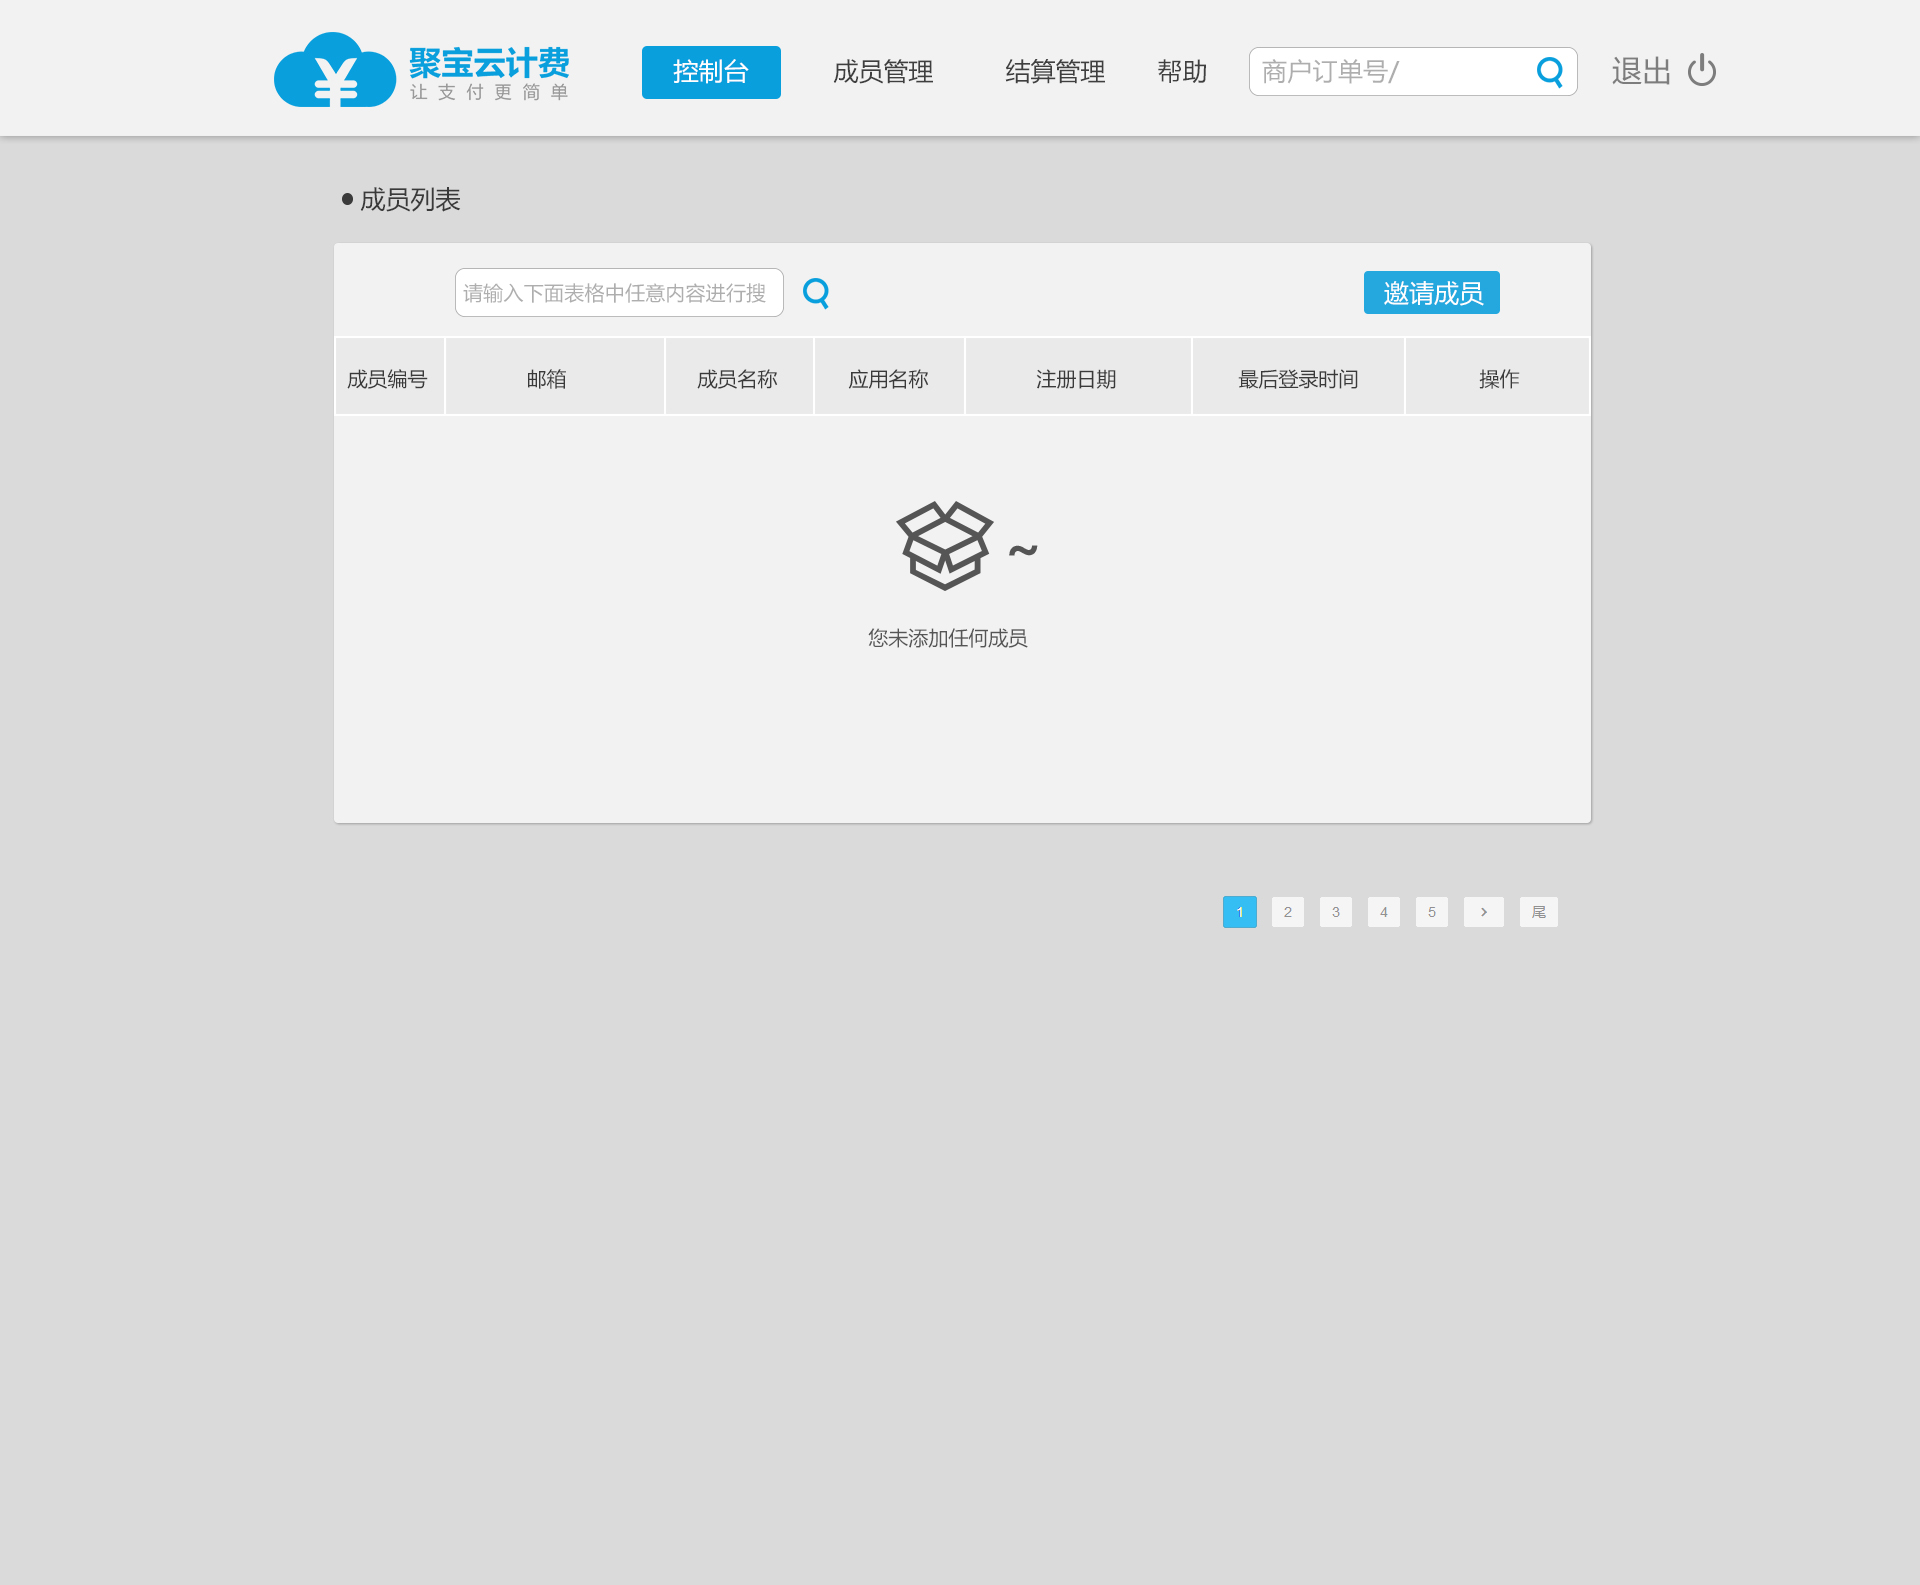 聚宝云计费
让支付更简单
控制台 成员管理 结算管理 帮助 商户订单号/ 退出
成员列表
请输入下面表格中任意内容进行搜 邀请成员
成员编号 邮箱 成员名称 应用名称 注册日期 最后登录时间 操作
~
您未添加任何成员
1 2 3 4 5 > 尾